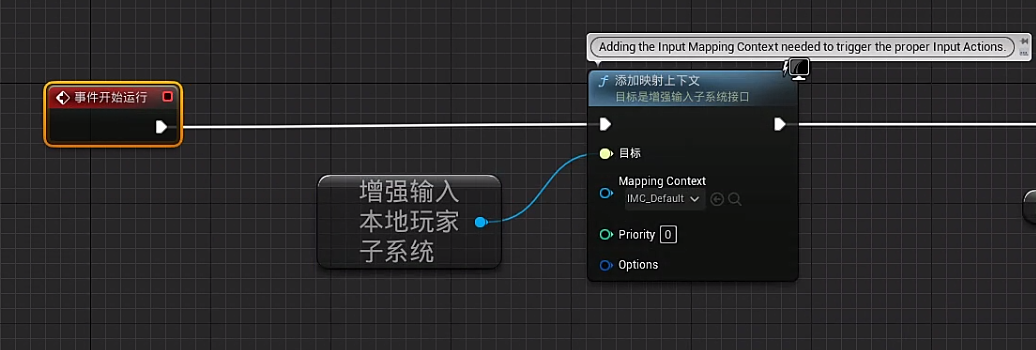 Adding the Input Mapping Context needed to trigger the proper Input Actions.
事件开始运行
添加映射上下文
目标是增强输入子系统接口
目标
增强输入
本地玩家
子系统
Mapping Context
IMC_Default
Priority 0
Options